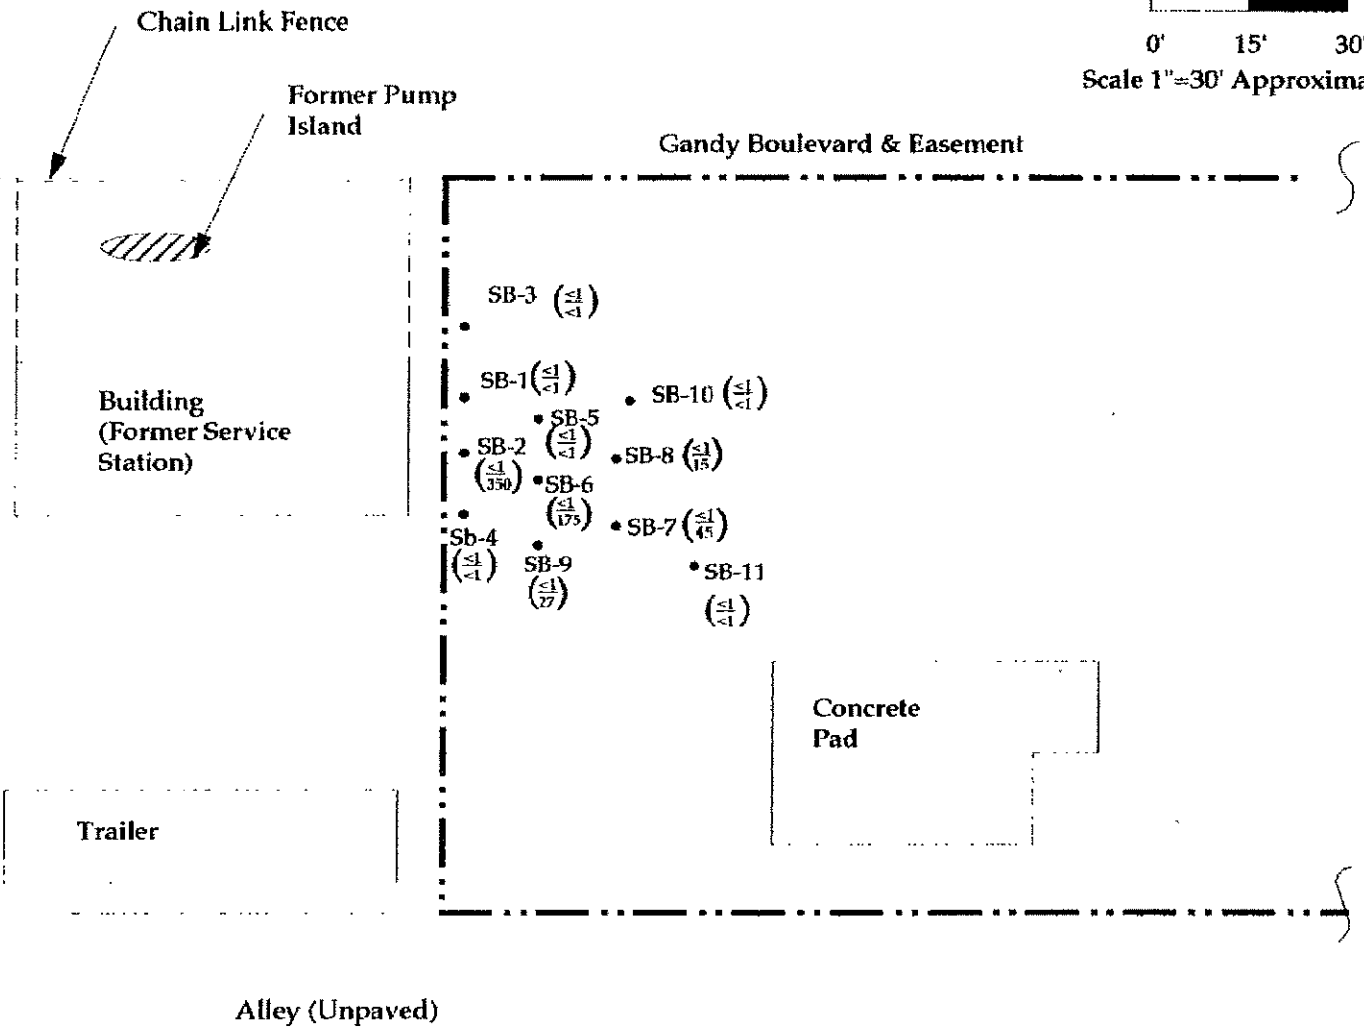 Chain Link Fence
0' 15' 30'
Scale 1"=30' Approxima
Former Pump
Island
Gandy Boulevard & Easement
SB-3 (<1/<1)
SB-1 (<1/<1)
SB-10 (<1/<1)
Building
(Former Service
Station)
SB-5
(<1/<1)
SB-2
(<1/350)
SB-8 (<1/15)
SB-6
(<1/175)
SB-7 (<1/45)
Sb-4
(<1/<1)
SB-9
(<1/27)
SB-11
(<1/<1)
Concrete
Pad
Trailer
Alley (Unpaved)